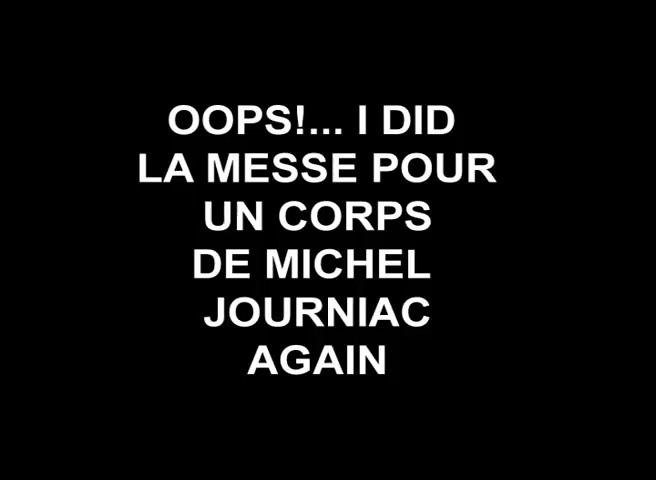 OOPS!... I DID
LA MESSE POUR
UN CORPS
DE MICHEL
JOURNIAC
AGAIN